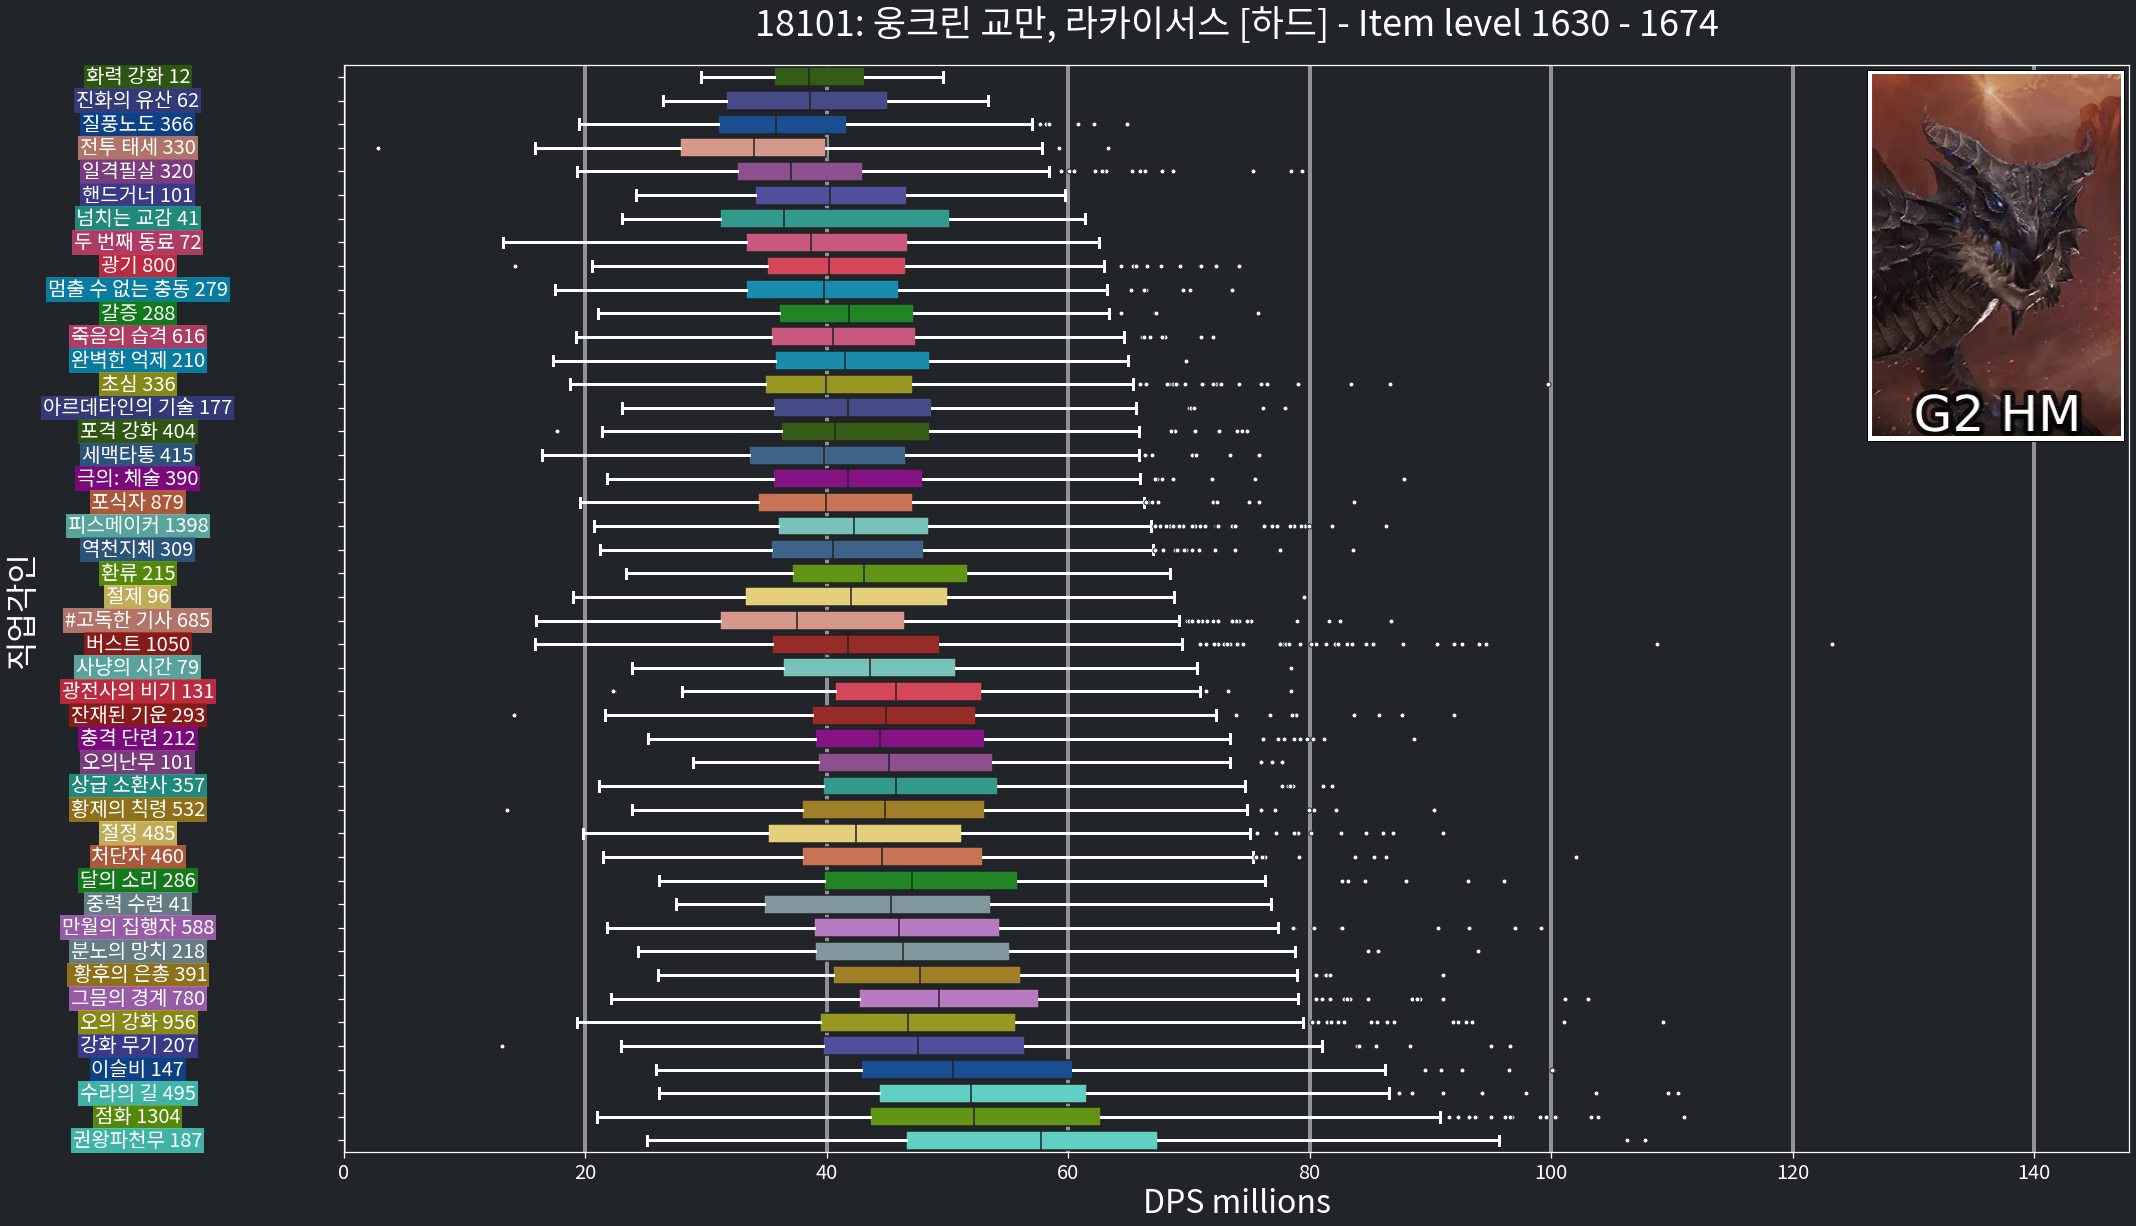 18101: 웅크린 교만, 라카이서스 [하드] - Item level 1630 - 1674
화력 강화 12
진화의 유산 62
질풍노도 366
전투 태세 330
일격필살 320
핸드거너 101
넘치는 교감 41
두 번째 동료 72
광기 800
멈출 수 없는 충동 279
갈증 288
죽음의 습격 616
완벽한 억제 210
초심 336
아르데타인의 기술 177
포격 강화 404
세맥타통 415
극의: 체술 390
포식자 879
피스메이커 1398
역천지체 309
환류 215
절제 96
#고독한 기사 685
버스트 1050
사냥의 시간 79
광전사의 비기 131
잔재된 기운 293
충격 단련 212
오의난무 101
상급 소환사 357
황제의 칙령 532
절정 485
처단자 460
달의 소리 286
중력 수련 41
만월의 집행자 588
분노의 망치 218
황후의 은총 391
그믐의 경계 780
오의 강화 956
강화 무기 207
이슬비 147
수라의 길 495
점화 1304
권왕파천무 187
직업각인
0 20 40 60 80 100 120 140
DPS millions
G2 HM